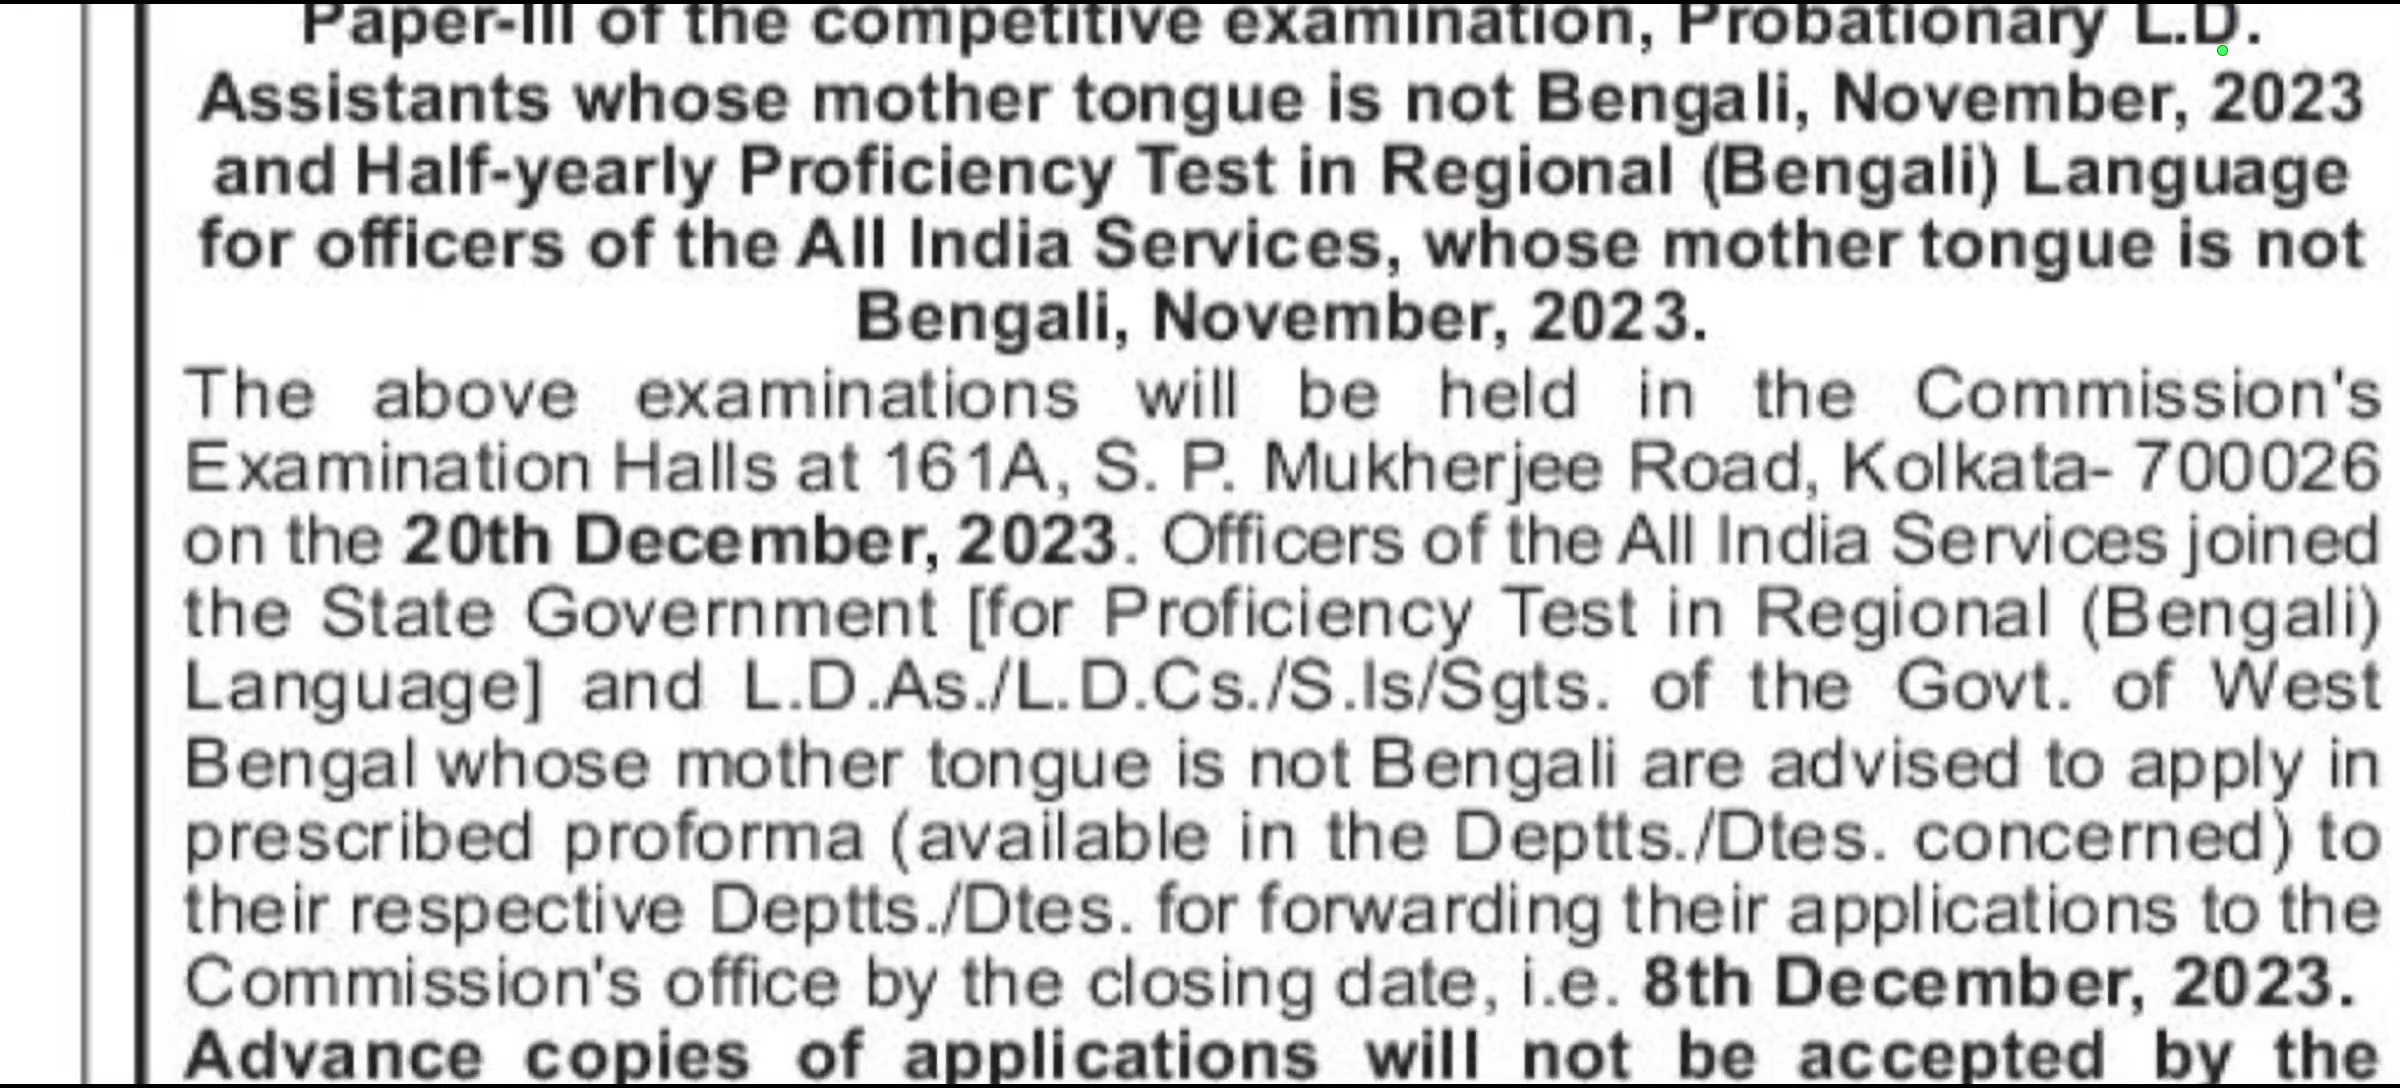 Paper-III of the competitive examination, Probationary L.D.
Assistants whose mother tongue is not Bengali, November, 2023
and Half-yearly Proficiency Test in Regional (Bengali) Language
for officers of the All India Services, whose mother tongue is not
Bengali, November, 2023.
The above examinations will be held in the Commission's
Examination Halls at 161A, S. P. Mukherjee Road, Kolkata- 700026
on the 20th December, 2023. Officers of the All India Services joined
the State Government [for Proficiency Test in Regional (Bengali)
Language] and L.D.As./L.D.Cs./S.Is/Sgts. of the Govt. of West
Bengal whose mother tongue is not Bengali are advised to apply in
prescribed proforma (available in the Deptts./Dtes. concerned) to
their respective Deptts./Dtes. for forwarding their applications to the
Commission's office by the closing date, i.e. 8th December, 2023.
Advance copies of applications will not be accepted by the